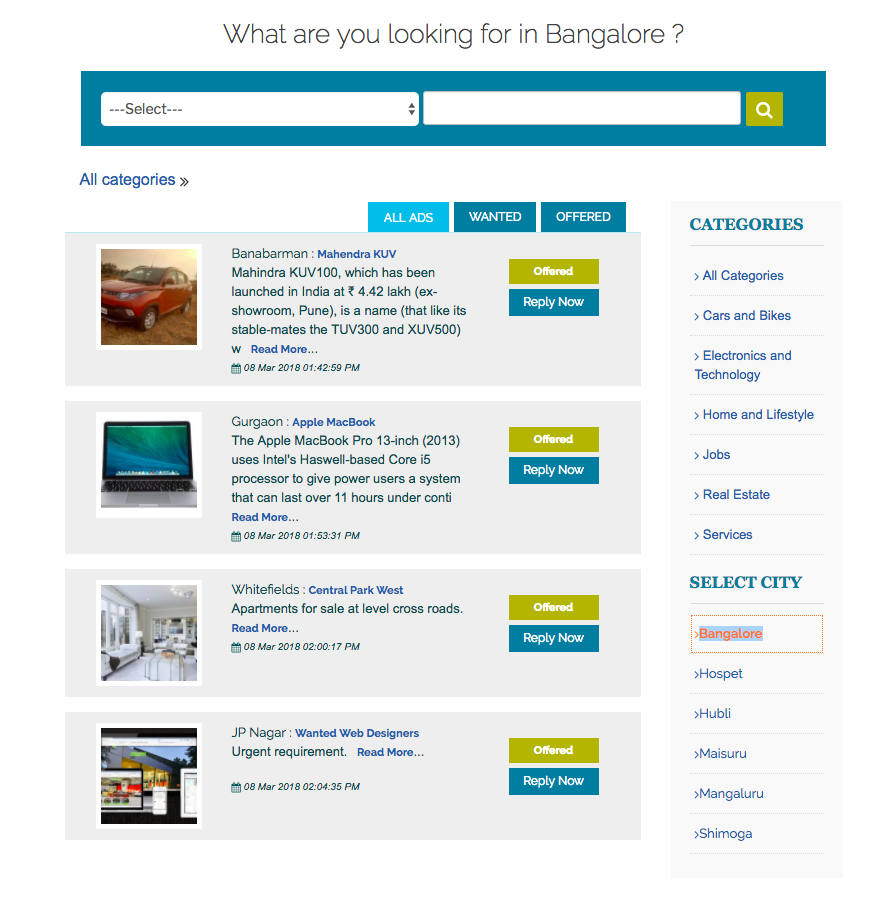 What are you looking for in Bangalore ?
---Select---
All categories »
ALL ADS WANTED OFFERED
Banabarman : Mahendra KUV
Mahindra KUV100, which has been
launched in India at ₹ 4.42 lakh (ex-
showroom, Pune), is a name (that like its
stable-mates the TUV300 and XUV500)
w Read More...
08 Mar 2018 01:42:59 PM
Offered
Reply Now
Gurgaon : Apple MacBook
The Apple MacBook Pro 13-inch (2013)
uses Intel's Haswell-based Core i5
processor to give power users a system
that can last over 11 hours under conti
Read More...
08 Mar 2018 01:53:31 PM
Offered
Reply Now
Whitefields : Central Park West
Apartments for sale at level cross roads.
Read More...
08 Mar 2018 02:00:17 PM
Offered
Reply Now
JP Nagar : Wanted Web Designers
Urgent requirement. Read More...
08 Mar 2018 02:04:35 PM
Offered
Reply Now
CATEGORIES
› All Categories
› Cars and Bikes
› Electronics and
Technology
› Home and Lifestyle
› Jobs
› Real Estate
› Services
SELECT CITY
›Bangalore
›Hospet
›Hubli
›Maisuru
›Mangaluru
›Shimoga